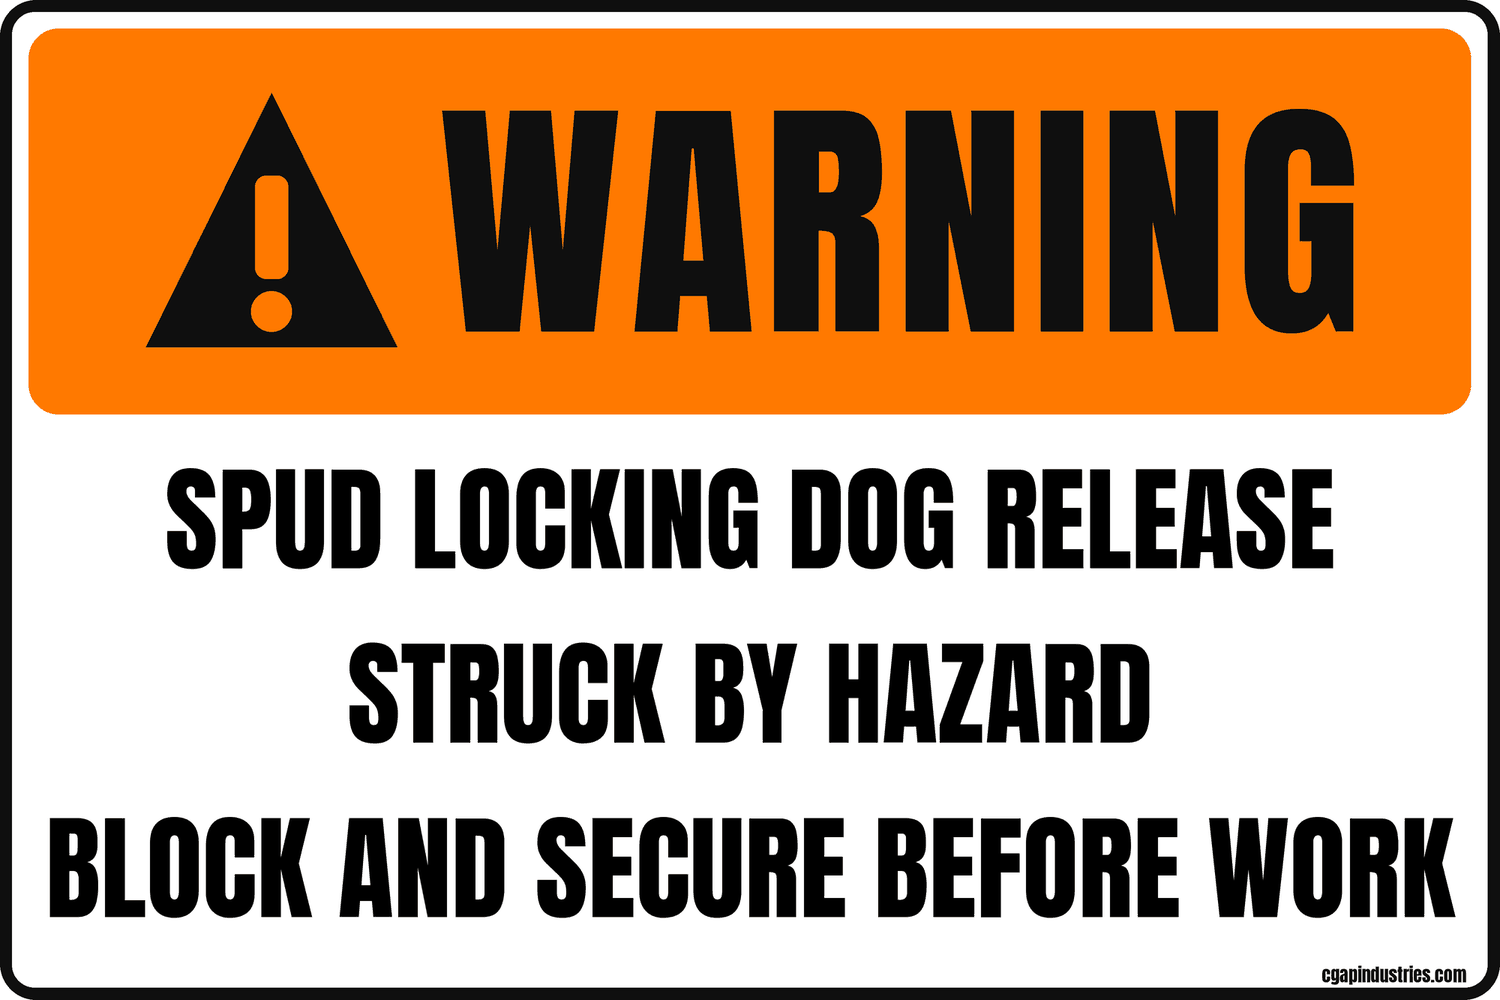 WARNING
SPUD LOCKING DOG RELEASE
STRUCK BY HAZARD
BLOCK AND SECURE BEFORE WORK
cgapindustries.com